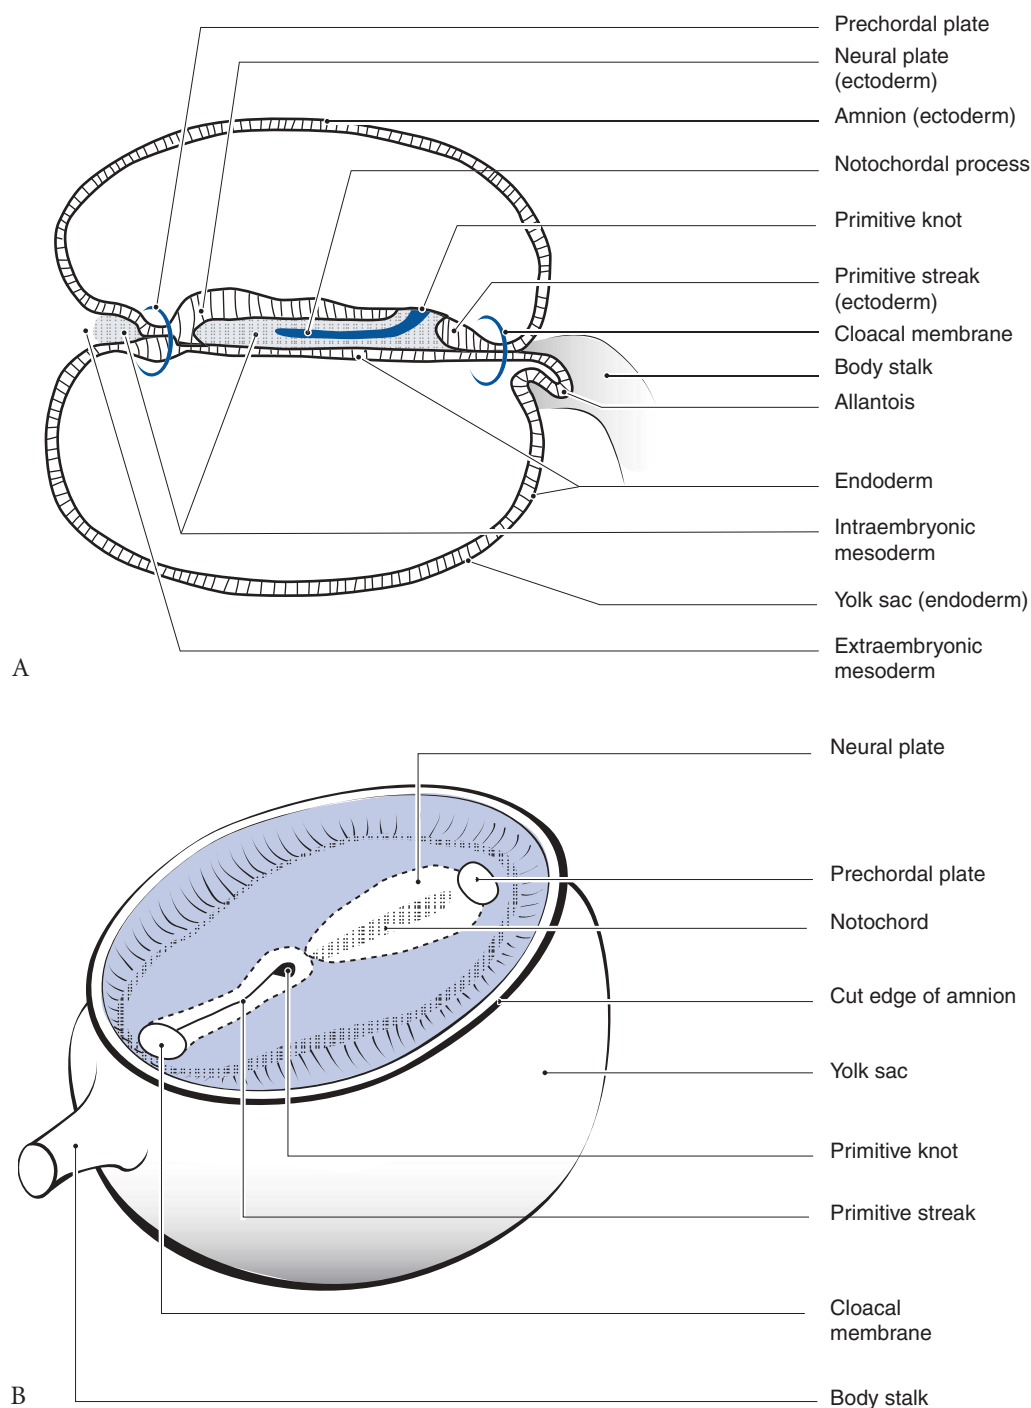 Prechordal plate
Neural plate
(ectoderm)
Amnion (ectoderm)
Notochordal process
Primitive knot
Primitive streak
(ectoderm)
Cloacal membrane
Body stalk
Allantois
Endoderm
Intraembryonic
mesoderm
Yolk sac (endoderm)
Extraembryonic
mesoderm
A
Neural plate
Prechordal plate
Notochord
Cut edge of amnion
Yolk sac
Primitive knot
Primitive streak
Cloacal
membrane
Body stalk
B